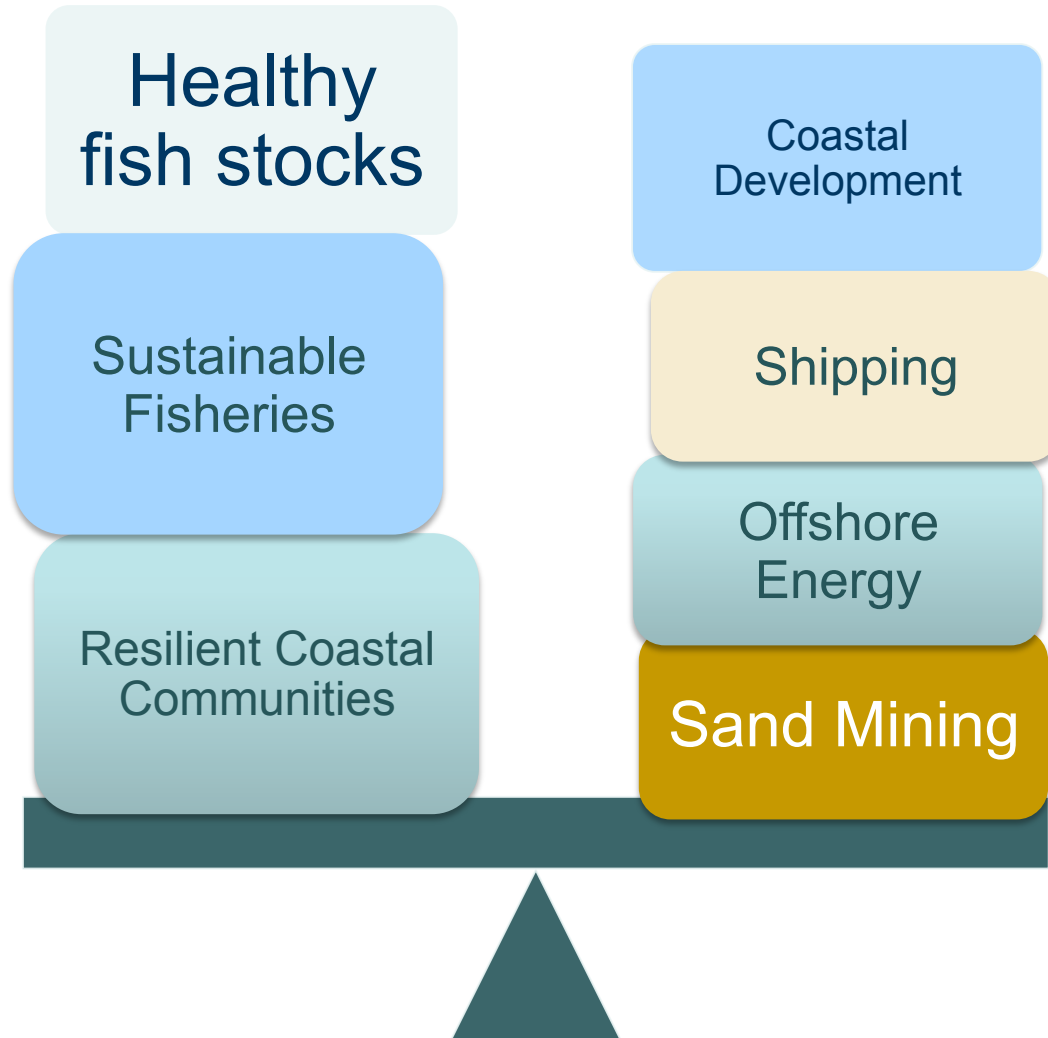 Healthy
fish stocks
Sustainable
Fisheries
Resilient Coastal
Communities
Coastal
Development
Shipping
Offshore
Energy
Sand Mining